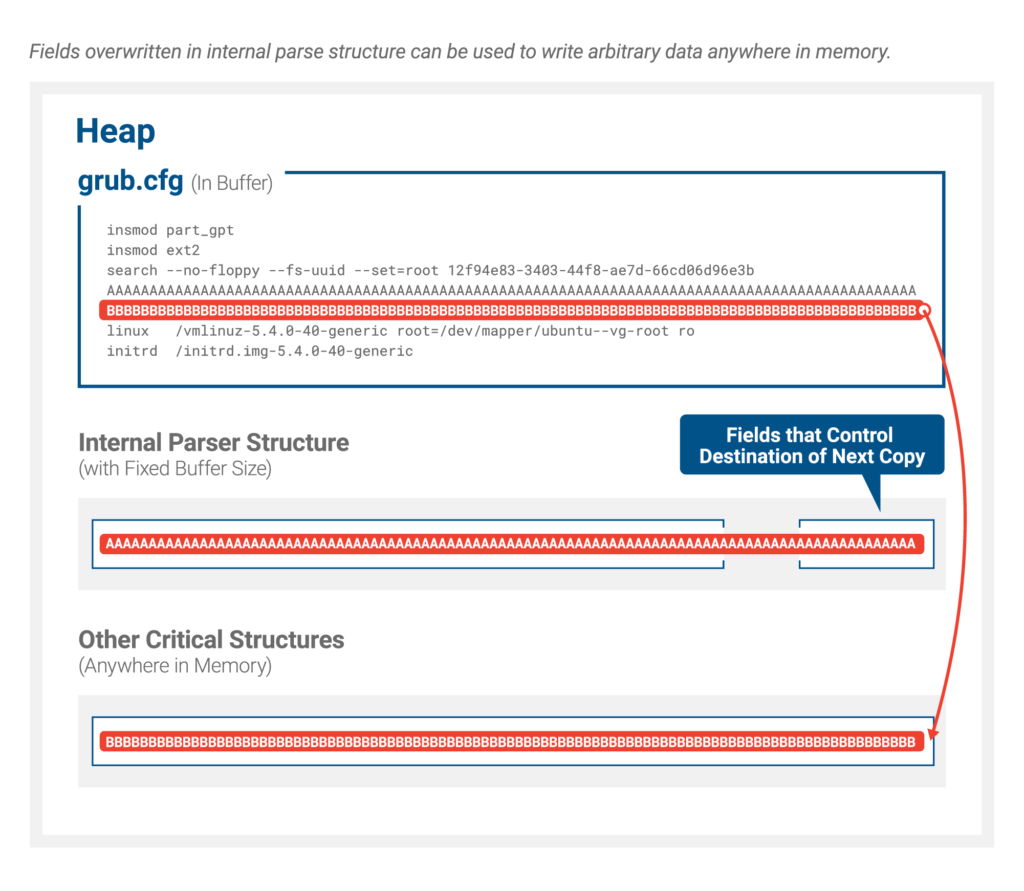 Fields overwritten in internal parse structure can be used to write arbitrary data anywhere in memory.
Heap
grub.cfg (In Buffer)
insmod part_gpt
insmod ext2
search --no-floppy --fs-uuid --set=root 12f94e83-3403-44f8-ae7d-66cd06d96e3b
AAAAAAAAAAAAAAAAAAAAAAAAAAAAAAAAAAAAAAAAAAAAAAAAAAAAAAAAAAAAAAAAAAAAAAAAAAAAAAAAAAAAAAAAAAAAAAA
BBBBBBBBBBBBBBBBBBBBBBBBBBBBBBBBBBBBBBBBBBBBBBBBBBBBBBBBBBBBBBBBBBBBBBBBBBBBBBBBBBBBBBBBBBBBBBB
linux   /vmlinuz-5.4.0-40-generic root=/dev/mapper/ubuntu--vg-root ro
initrd  /initrd.img-5.4.0-40-generic
Internal Parser Structure
(with Fixed Buffer Size)
Fields that Control
Destination of Next Copy
AAAAAAAAAAAAAAAAAAAAAAAAAAAAAAAAAAAAAAAAAAAAAAAAAAAAAAAAAAAAAAAAAAAAAAAAAAAAAAAAAAAAAAAAAAAAAAA
Other Critical Structures
(Anywhere in Memory)
BBBBBBBBBBBBBBBBBBBBBBBBBBBBBBBBBBBBBBBBBBBBBBBBBBBBBBBBBBBBBBBBBBBBBBBBBBBBBBBBBBBBBBBBBBBBBBB